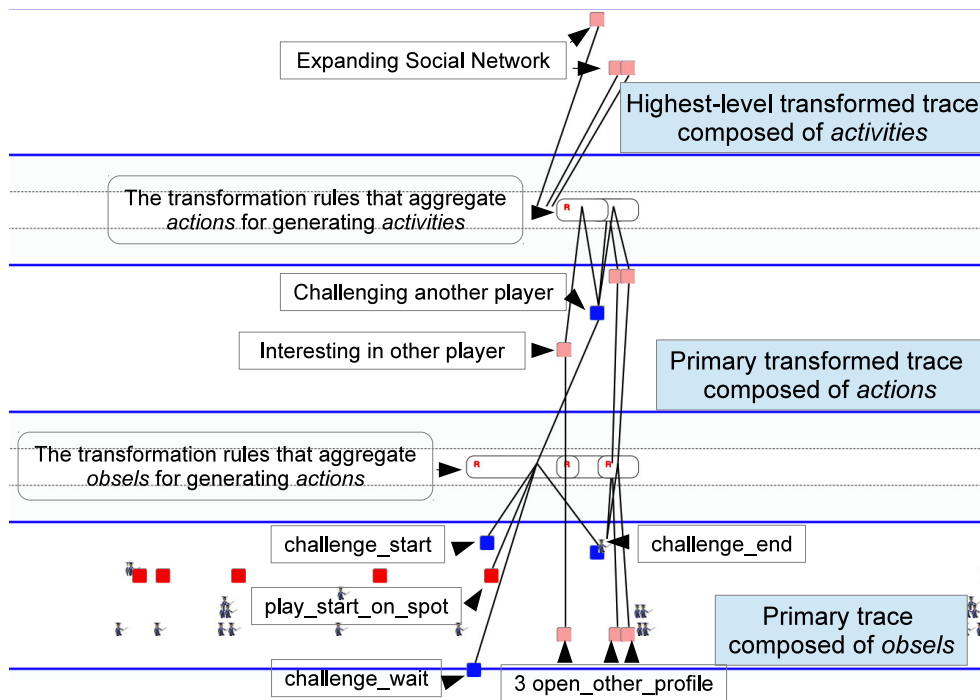 Expanding Social Network
Highest-level transformed trace
composed of activities
The transformation rules that aggregate
actions for generating activities
R
Challenging another player
Interesting in other player
Primary transformed trace
composed of actions
The transformation rules that aggregate
obsels for generating actions
R
R
R
challenge_start
challenge_end
play_start_on_spot
Primary trace
composed of obsels
challenge_wait
3 open_other_profile